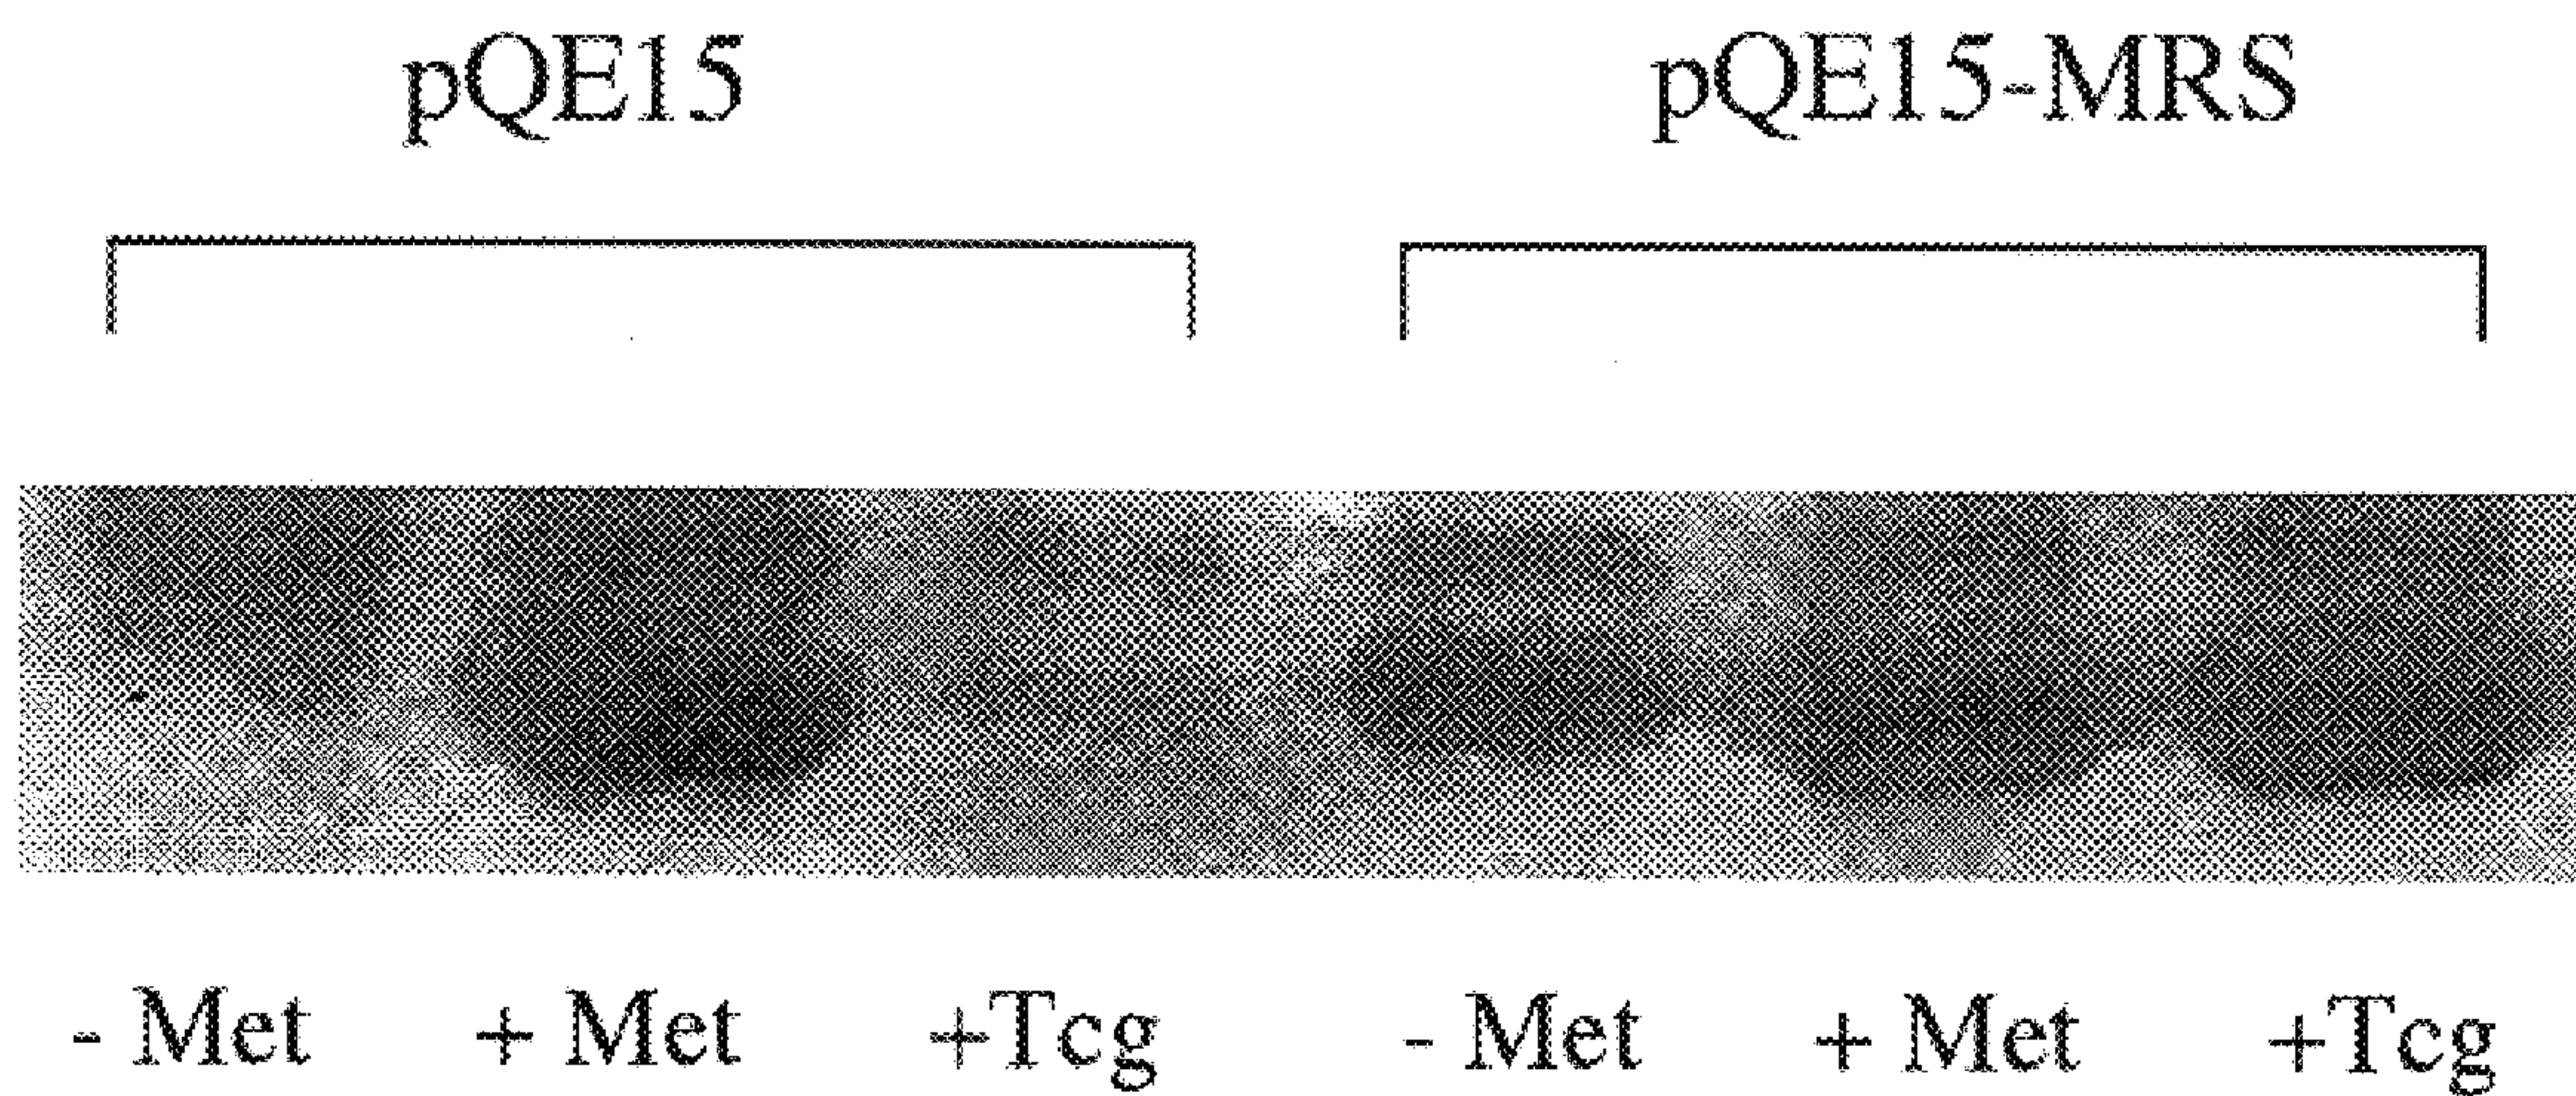 pQE15 pQE15-MRS
- Met + Met +Tcg - Met + Met +Tcg